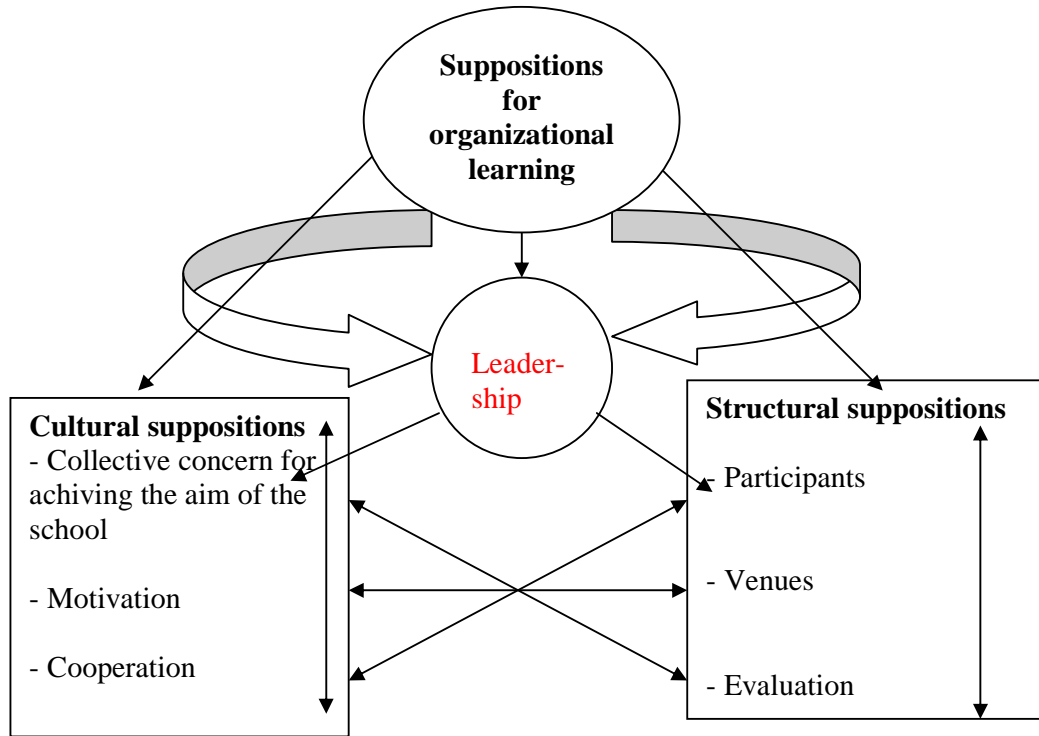 Suppositions
for
organizational
learning
Leader-
ship
Cultural suppositions
- Collective concern for
achiving the aim of the
school
- Motivation
- Cooperation
Structural suppositions
- Participants
- Venues
- Evaluation